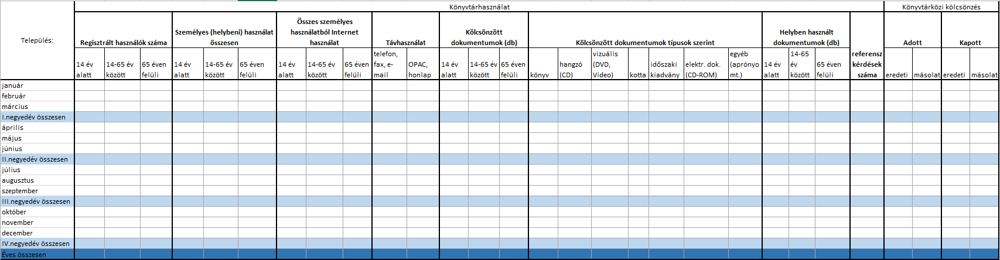 Könyvtárhasználat
Könyvtárközi kölcsönzés
Település:
Regisztrált használók száma
Személyes (helybeni) használat
összesen
Összes személyes
használatból Internet
használat
Távhasználat
Kölcsönzött
dokumentumok (db)
Kölcsönzött dokumentumok típusok szerint
Helyben használt
dokumentumok (db)
referensz
kérdések
száma
Adott
Kapott
14 év
alatt
14-65 év
között
65 éven
felüli
14 év
alatt
14-65 év
között
65 éven
felüli
14 év
alatt
14-65 év
között
65 éven
felüli
telefon,
fax, e-
mail
OPAC,
honlap
14 év
alatt
14-65 év
között
65 éven
felüli
könyv
hangzó
(CD)
vizuális
(DVD,
Video)
kotta
időszaki
kiadvány
elektr. dok.
(CD-ROM)
egyéb
(aprónyo
mt.)
14 év
alatt
14-65
év
között
65 éven
felüli
eredeti
másolat
eredeti
másolat
január
február
március
I.negyedév összesen
április
május
június
II.negyedév összesen
július
augusztus
szeptember
III.negyedév összesen
október
november
december
IV.negyedév összesen
Éves összesen